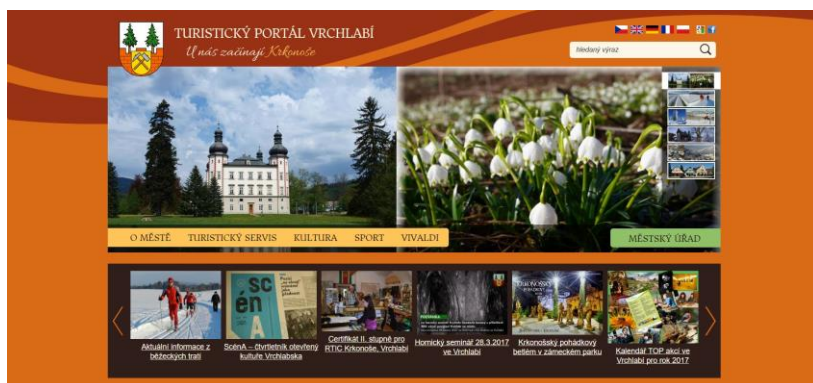 TURISTICKÝ PORTÁL VRCHLABÍ
U nás začínají Krkonoše
hledaný výraz
O MĚSTĚ TURISTICKÝ SERVIS KULTURA SPORT VIVALDI
MĚSTSKÝ ÚŘAD
scén
A
KRKONOŠSKÝ
Aktuální informace z
běžeckých tratí
ScénA – čtvrtletník otevřený
kultuře Vrchlabska
Certifikát II. stupně pro
RTIC Krkonoše, Vrchlabí
Hornický seminář 28.3.2017
ve Vrchlabí
Krkonošský pohádkový
betlém v zámeckém parku
Kalendář TOP akcí ve
Vrchlabí pro rok 2017